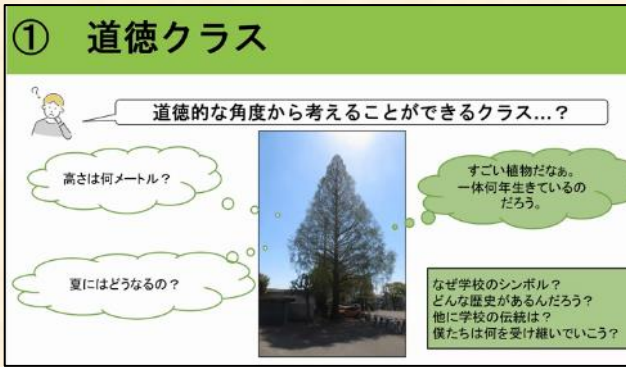 ① 道徳クラス
?
道徳的な角度から考えることができるクラス…?
高さは何メートル?
すごい植物だなぁ。
一体何年生きているの
だろう。
夏にはどうなるの?
なぜ学校のシンボル?
どんな歴史があるんだろう?
他に学校の伝統は?
僕たちは何を受け継いでいこう?